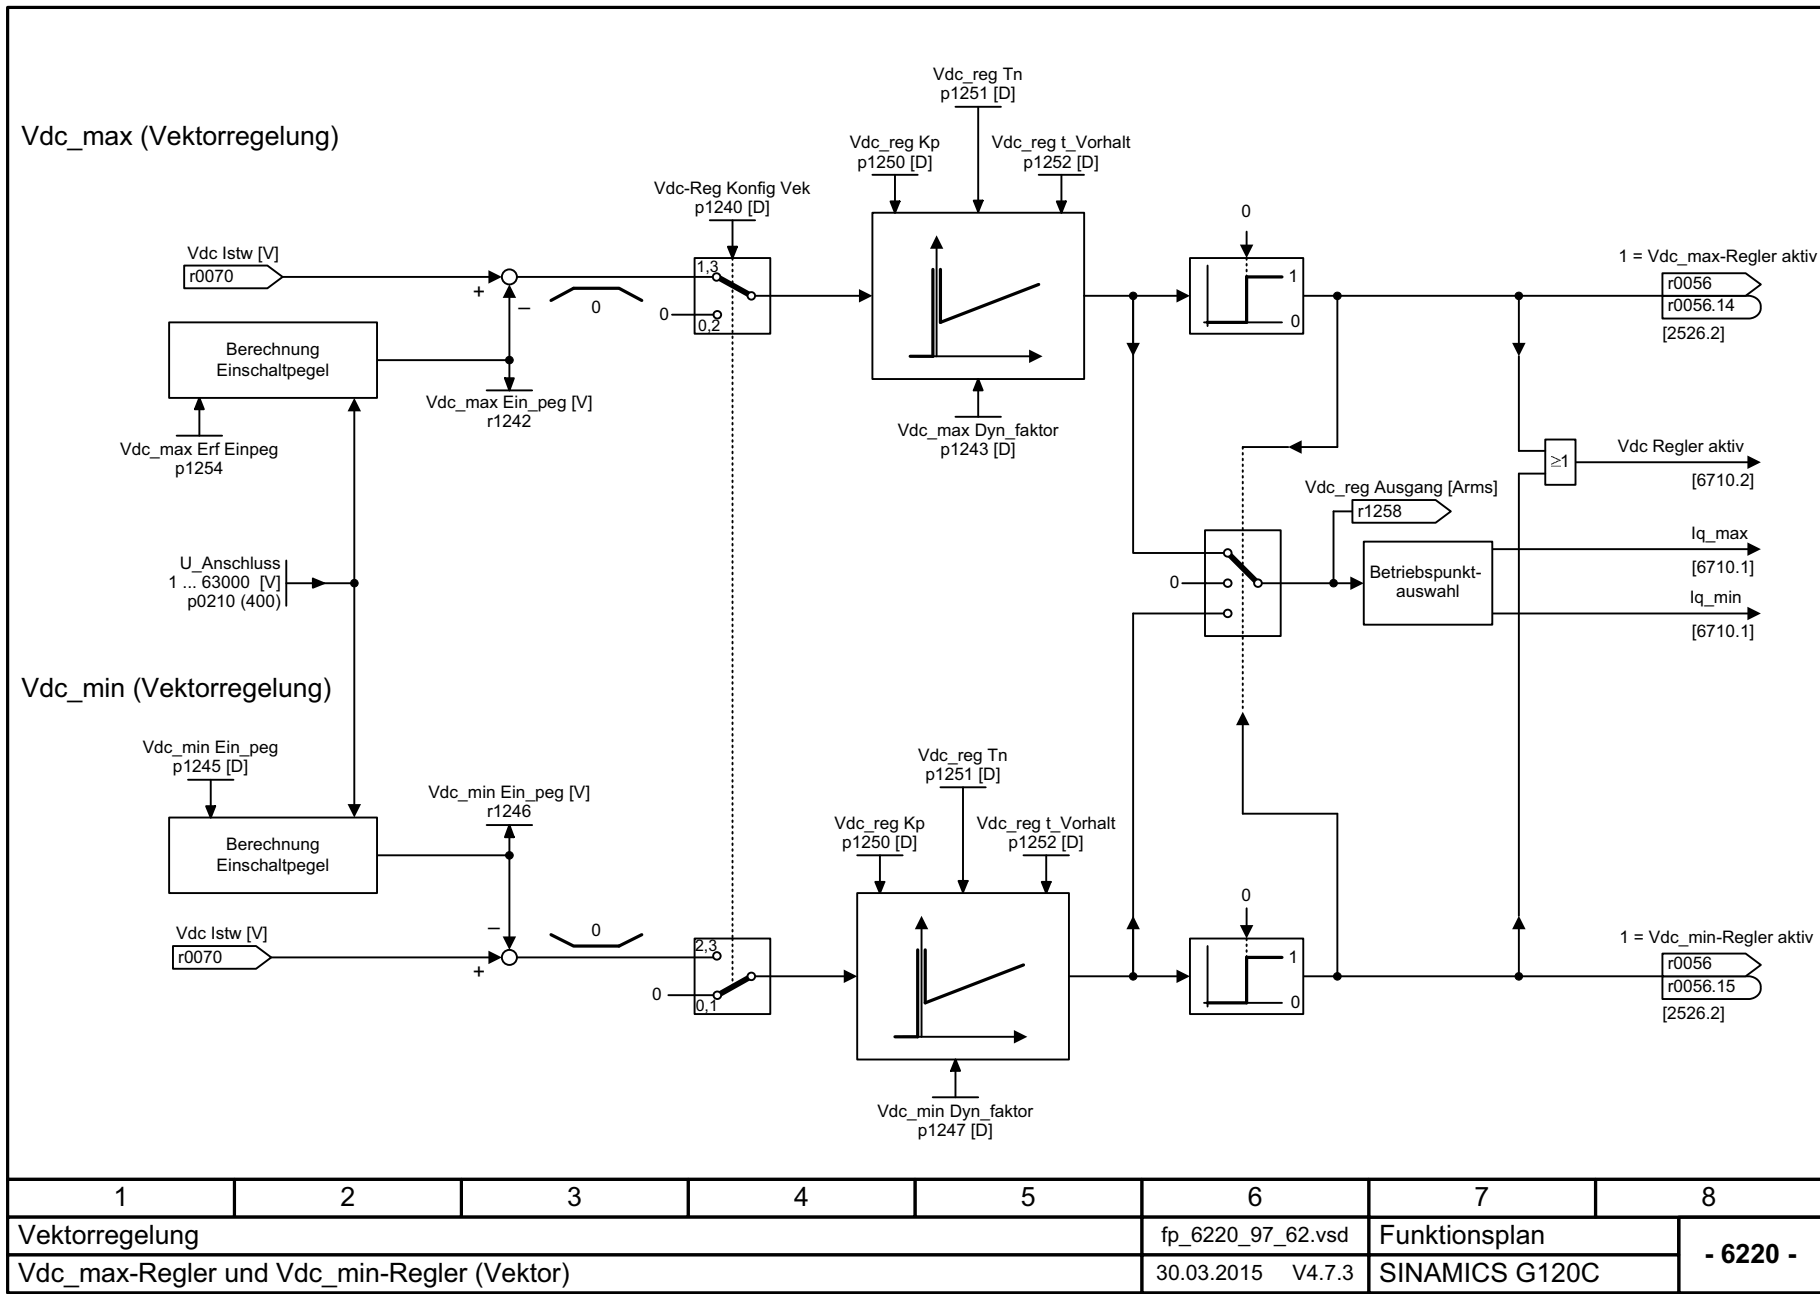 Vdc_max (Vektorregelung)
Vdc_reg Tn
p1251 [D]
Vdc_reg Kp
p1250 [D]
Vdc_reg t_Vorhalt
p1252 [D]
Vdc-Reg Konfig Vek
p1240 [D]
Vdc Istw [V]
r0070
+
–
0
1,3
0
0,2
0
1
0
1 = Vdc_max-Regler aktiv
r0056
r0056.14
[2526.2]
Berechnung
Einschaltpegel
Vdc_max Ein_peg [V]
r1242
Vdc_max Erf Einpeg
p1254
Vdc_max Dyn_faktor
p1243 [D]
≥1
Vdc Regler aktiv
[6710.2]
Vdc_reg Ausgang [Arms]
r1258
U_Anschluss
1 ... 63000 [V]
p0210 (400)
0
Betriebspunkt-
auswahl
Iq_max
[6710.1]
Iq_min
[6710.1]
Vdc_min (Vektorregelung)
Vdc_min Ein_peg
p1245 [D]
Vdc_min Ein_peg [V]
r1246
Berechnung
Einschaltpegel
Vdc_reg Tn
p1251 [D]
Vdc_reg Kp
p1250 [D]
Vdc_reg t_Vorhalt
p1252 [D]
Vdc Istw [V]
r0070
–
+
0
2,3
0
0,1
0
1
0
1 = Vdc_min-Regler aktiv
r0056
r0056.15
[2526.2]
Vdc_min Dyn_faktor
p1247 [D]
1 2 3 4 5 6 7 8
Vektorregelung fp_6220_97_62.vsd Funktionsplan
- 6220 -
Vdc_max-Regler und Vdc_min-Regler (Vektor) 30.03.2015 V4.7.3 SINAMICS G120C